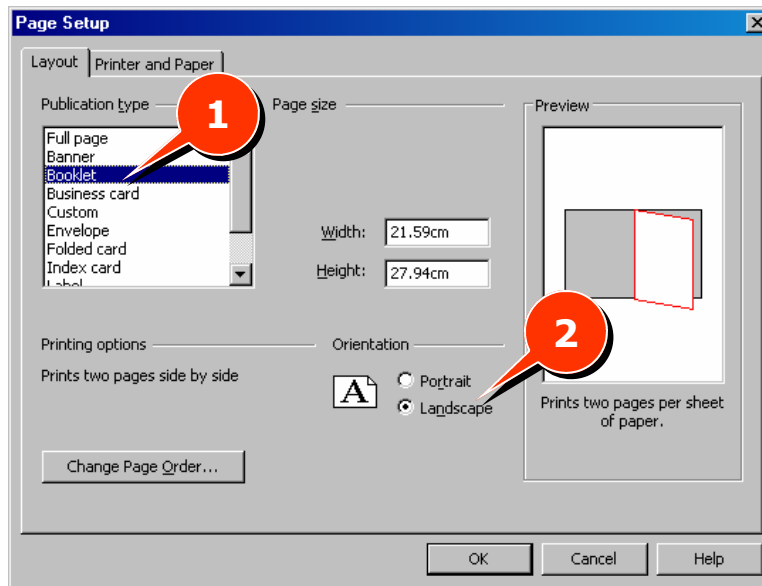 Page Setup
Layout
Printer and Paper
Publication type
1
Full page
Banner
Booklet
Business card
Custom
Envelope
Folded card
Index card
Label
Page size
Width: 21.59cm
Height: 27.94cm
Preview
Prints two pages per sheet
of paper.
Printing options
Prints two pages side by side
Orientation
A
Portrait
Landscape
2
Change Page Order...
OK
Cancel
Help